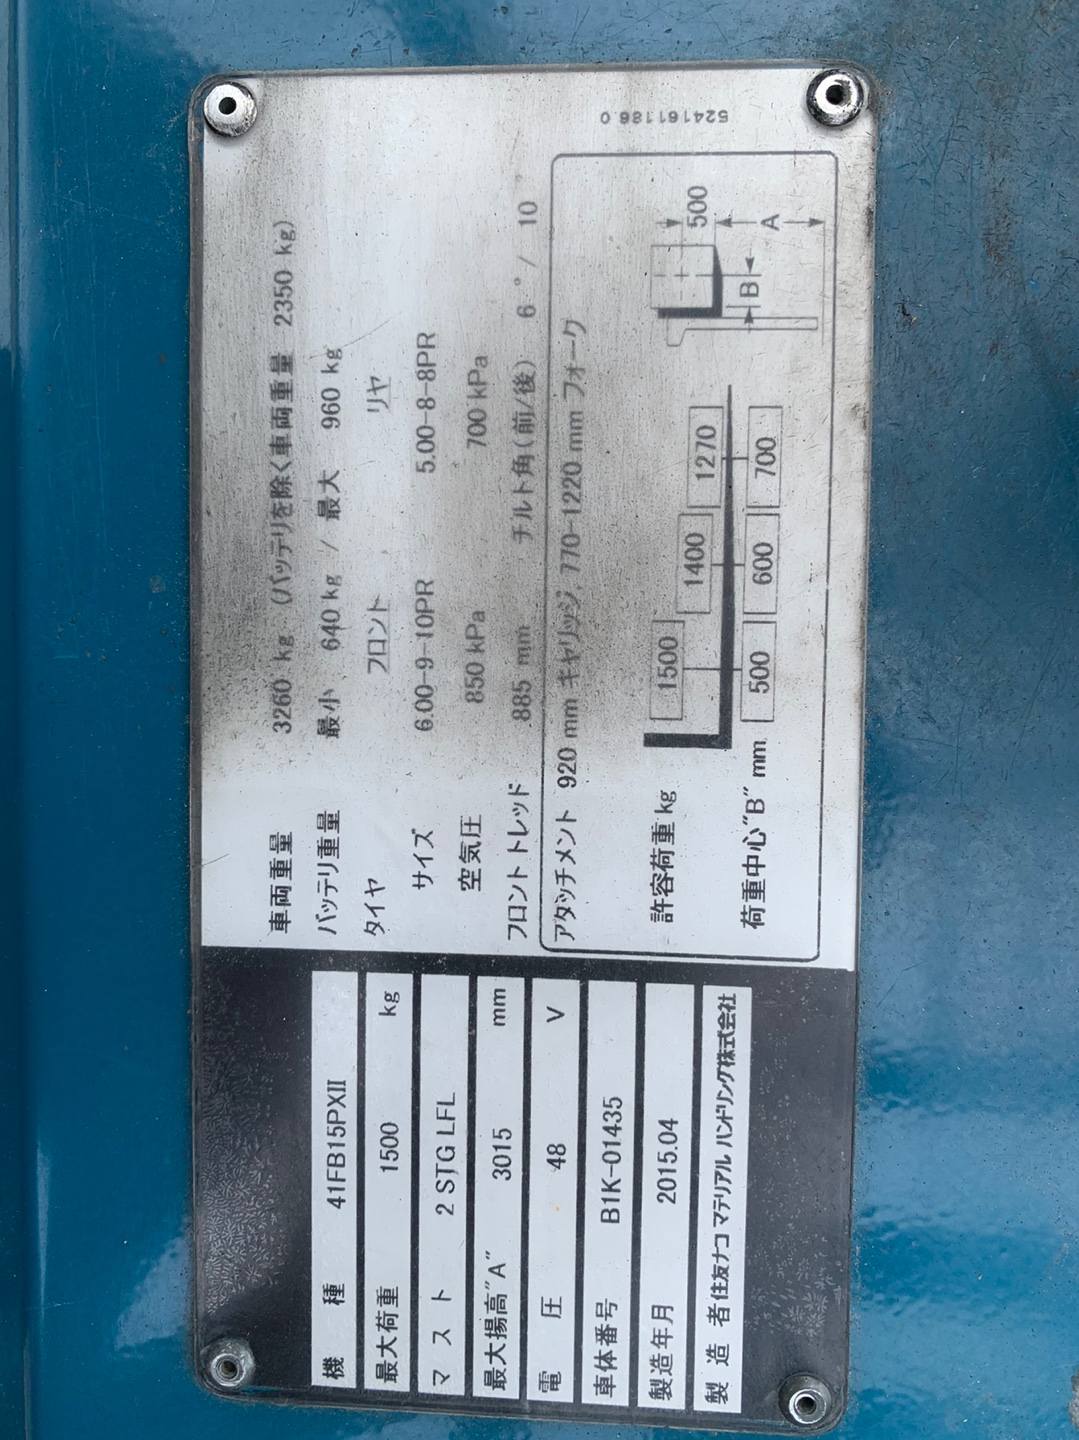 機種 41FB15PXII
最大荷重 1500 kg
マスト 2 STG LFL
最大揚高"A" 3015 mm
電圧 48 V
車体番号 B1K-01435
製造年月 2015.04
製造者 住友ナコ マテリアル ハンドリング株式会社
車両重量 3260 kg (バッテリを除く車両重量 2350 kg)
バッテリ重量 最小 640 kg / 最大 960 kg
タイヤ フロント リヤ
サイズ 6.00-9-10PR 5.00-8-8PR
空気圧 850 kPa 700 kPa
フロントトレッド 885 mm チルト角(前/後) 6 ° / 10 °
アタッチメント 920 mm キャリッジ, 770-1220 mm フォーク
許容荷重 kg 1500 1400 1270
荷重中心"B" mm 500 600 700
B
500
A
524161186.0